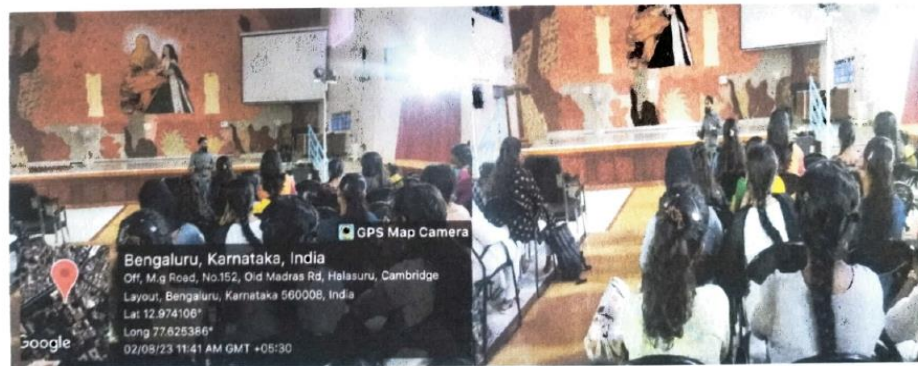 GPS Map Camera
Bengaluru, Karnataka, India
Off, M.g Road, No.152, Old Madras Rd, Halasuru, Cambridge
Layout, Bengaluru, Karnataka 560008, India
Lat 12.974106°
Long 77.625386°
02/08/23 11:41 AM GMT +05:30
Google